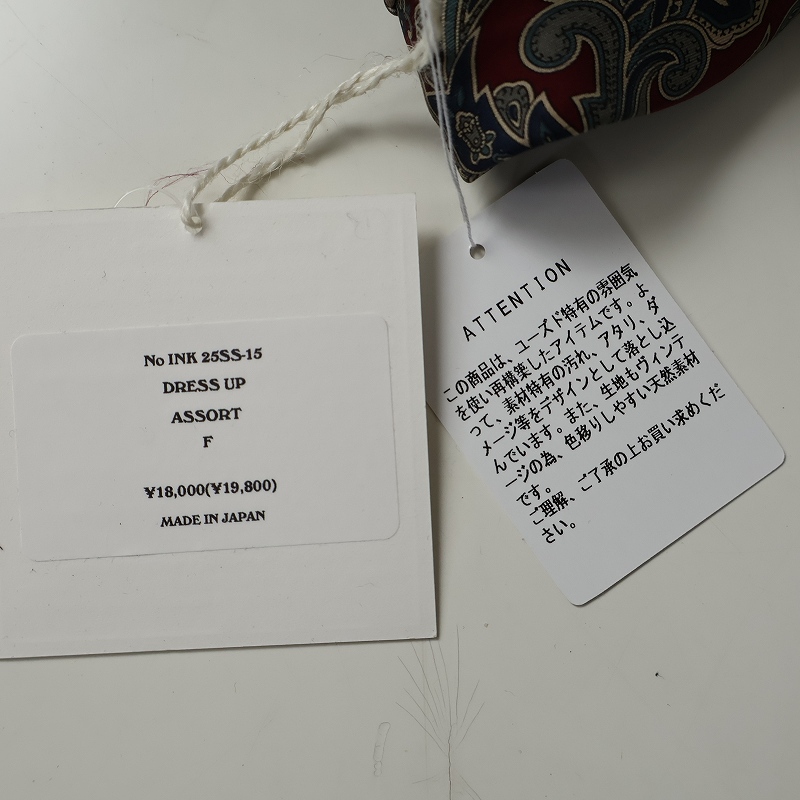 No INK 25SS-15
DRESS UP
ASSORT
F
¥18,000(¥19,800)
MADE IN JAPAN
ATTENTION
この商品は、ユーズド特有の雰囲気
を使い再構築したアイテムです。よ
って、素材特有の汚れ、アタリ、ダ
メージ等をデザインとして落とし込
んでいます。また、生地もヴィンテ
ージの為、色移りしやすい天然素材
です。
ご理解、ご了承の上お買い求めくだ
さい。